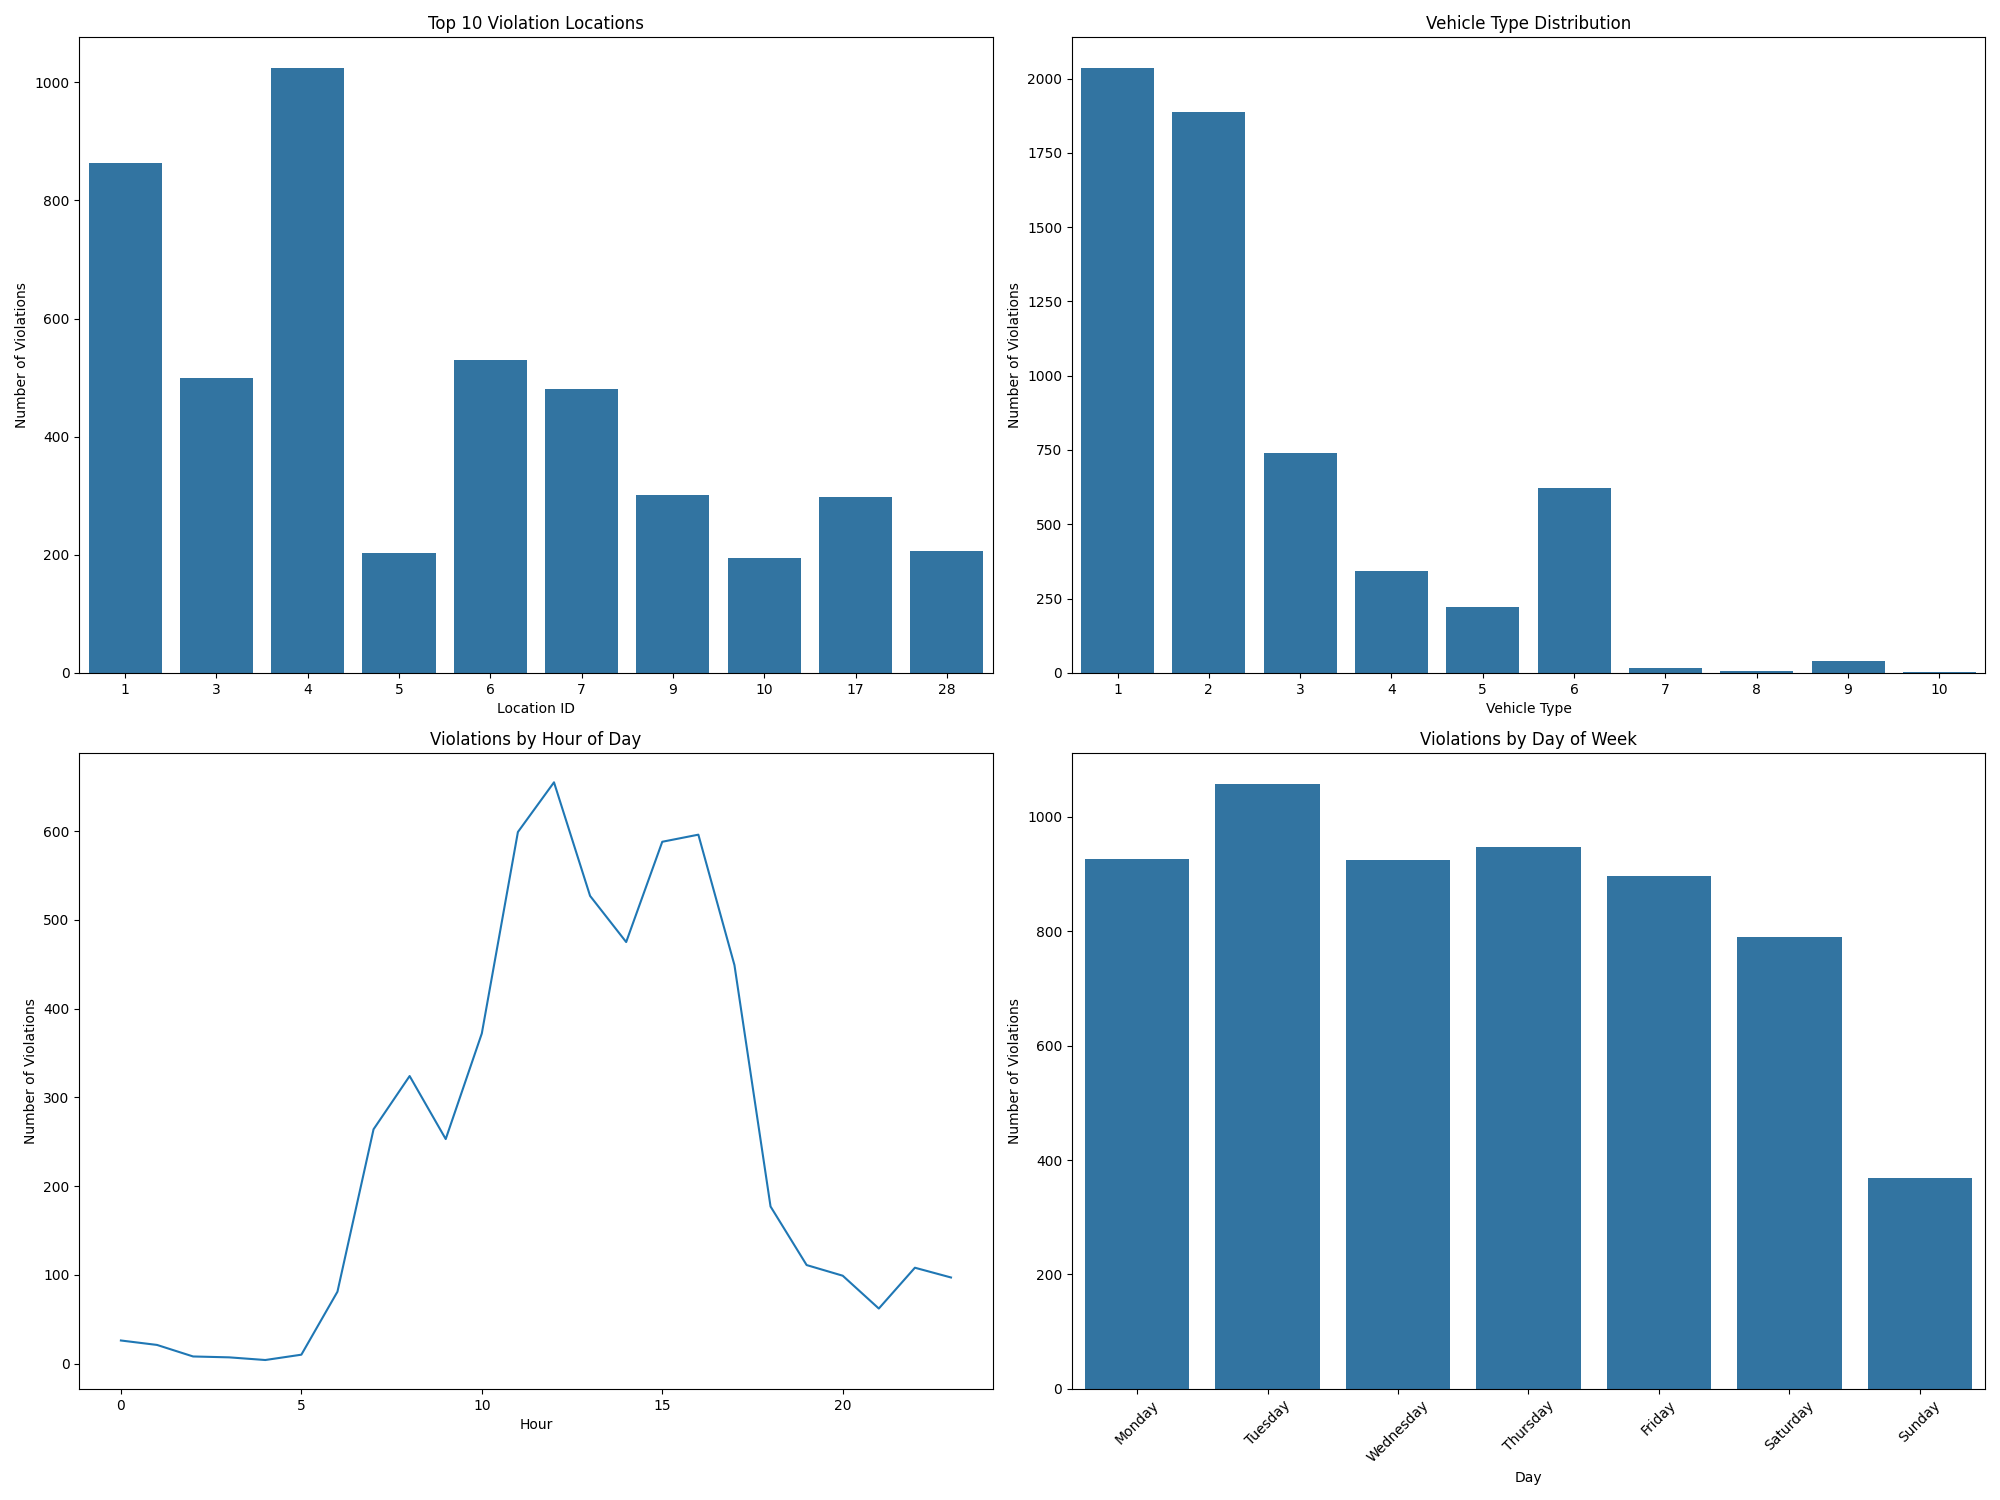 Top 10 Violation Locations
Number of Violations
1000
800
600
400
200
0
1 3 4 5 6 7 9 10 17 28
Location ID
Vehicle Type Distribution
Number of Violations
2000
1750
1500
1250
1000
750
500
250
0
1 2 3 4 5 6 7 8 9 10
Vehicle Type
Violations by Hour of Day
Number of Violations
600
500
400
300
200
100
0
0 5 10 15 20
Hour
Violations by Day of Week
Number of Violations
1000
800
600
400
200
0
Monday Tuesday Wednesday Thursday Friday Saturday Sunday
Day